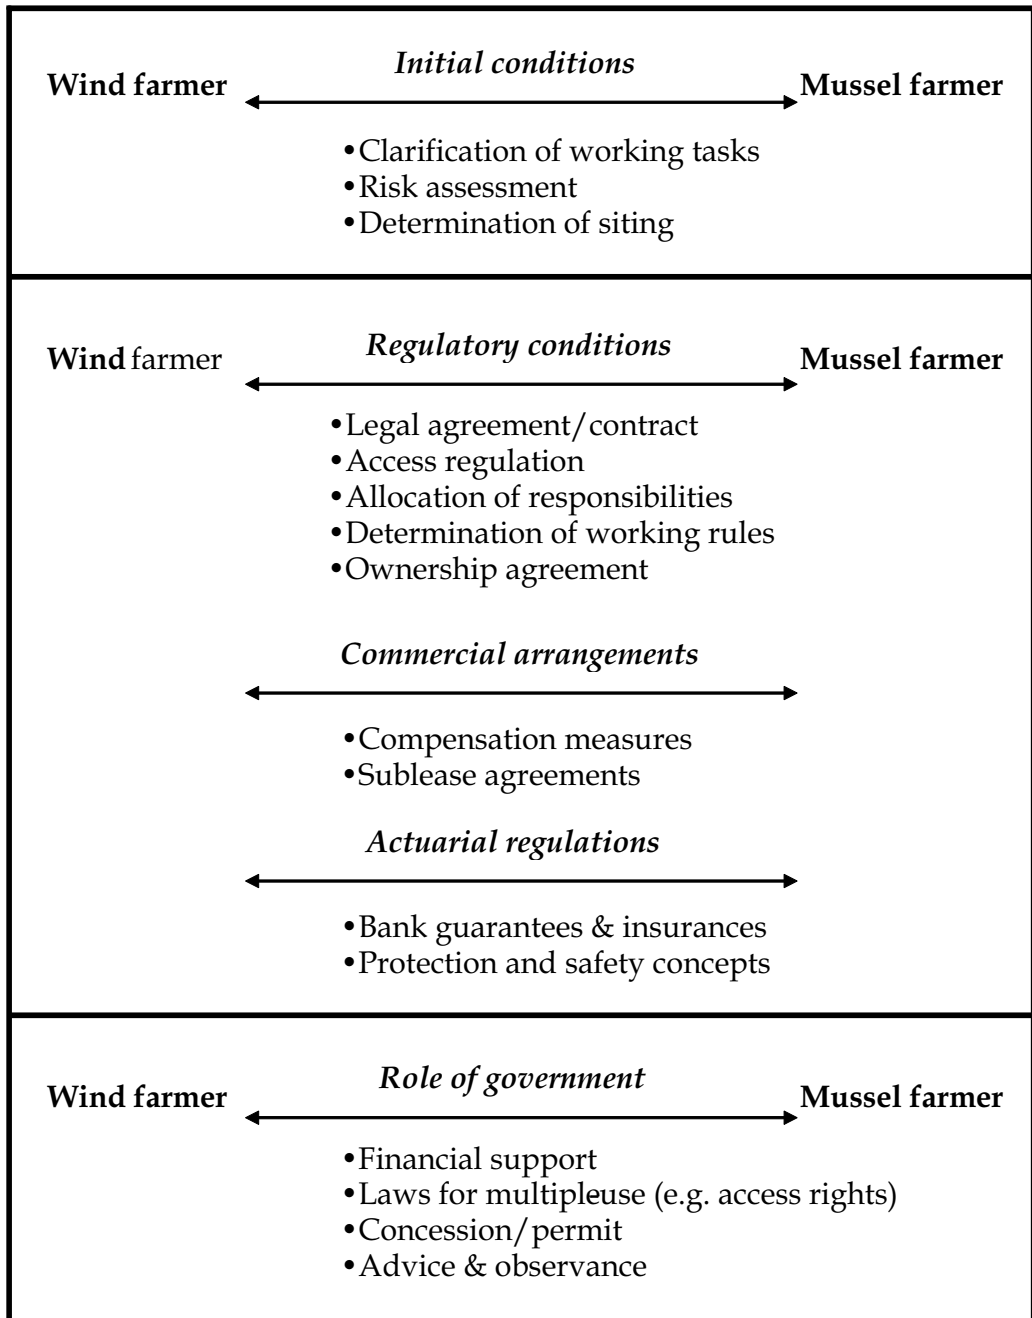 Initial conditions
Wind farmer Mussel farmer
•Clarification of working tasks
•Risk assessment
•Determination of siting
Regulatory conditions
Wind farmer Mussel farmer
•Legal agreement/contract
•Access regulation
•Allocation of responsibilities
•Determination of working rules
•Ownership agreement
Commercial arrangements
•Compensation measures
•Sublease agreements
Actuarial regulations
•Bank guarantees & insurances
•Protection and safety concepts
Role of government
Wind farmer Mussel farmer
•Financial support
•Laws for multiple-use (e.g. access rights)
•Concession/permit
•Advice & observance